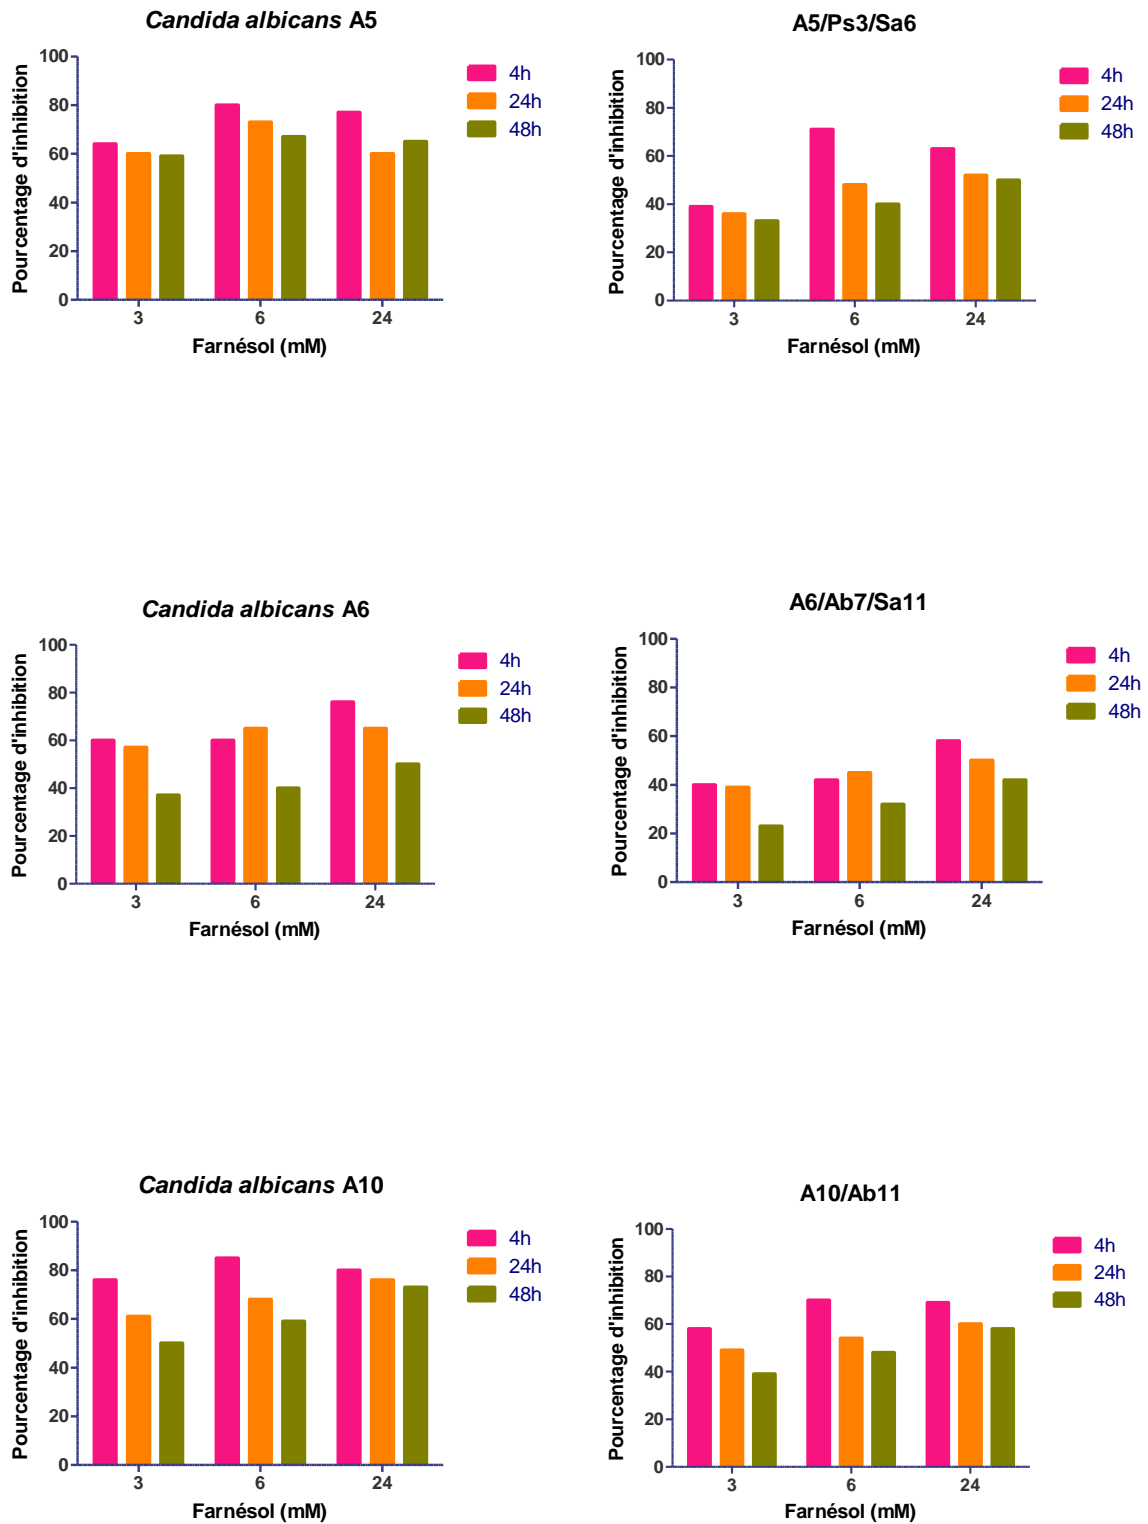 Candida albicans A5
100
80
60
40
20
0
Pourcentage d'inhibition
3 6 24
Farnésol (mM)
4h
24h
48h
A5/Ps3/Sa6
100
80
60
40
20
0
Pourcentage d'inhibition
3 6 24
Farnésol (mM)
4h
24h
48h
Candida albicans A6
100
80
60
40
20
0
Pourcentage d'inhibition
3 6 24
Farnésol (mM)
4h
24h
48h
A6/Ab7/Sa11
100
80
60
40
20
0
Pourcentage d'inhibition
3 6 24
Farnésol (mM)
4h
24h
48h
Candida albicans A10
100
80
60
40
20
0
Pourcentage d'inhibition
3 6 24
Farnésol (mM)
4h
24h
48h
A10/Ab11
100
80
60
40
20
0
Pourcentage d'inhibition
3 6 24
Farnésol (mM)
4h
24h
48h